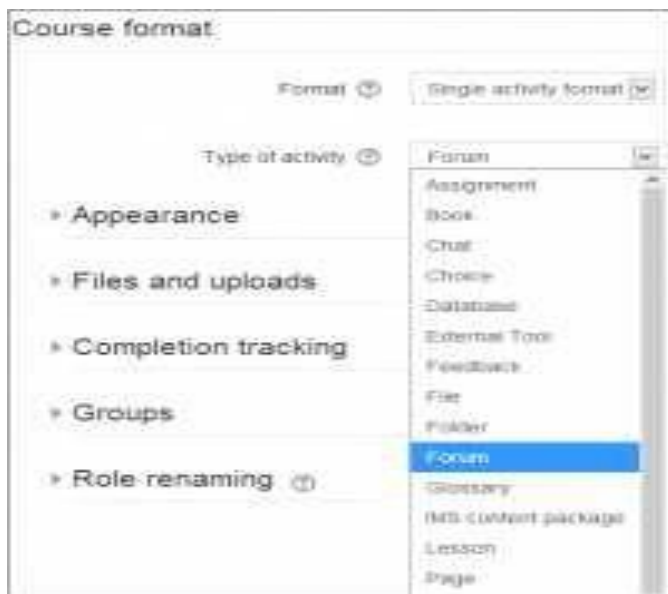 Course format
Format
Single activity format
Type of activity
Forum
Assignment
Book
Chat
Choice
Database
External Tool
Feedback
File
Folder
Forum
Glossary
IMS content package
Lesson
Page
Appearance
Files and uploads
Completion tracking
Groups
Role renaming